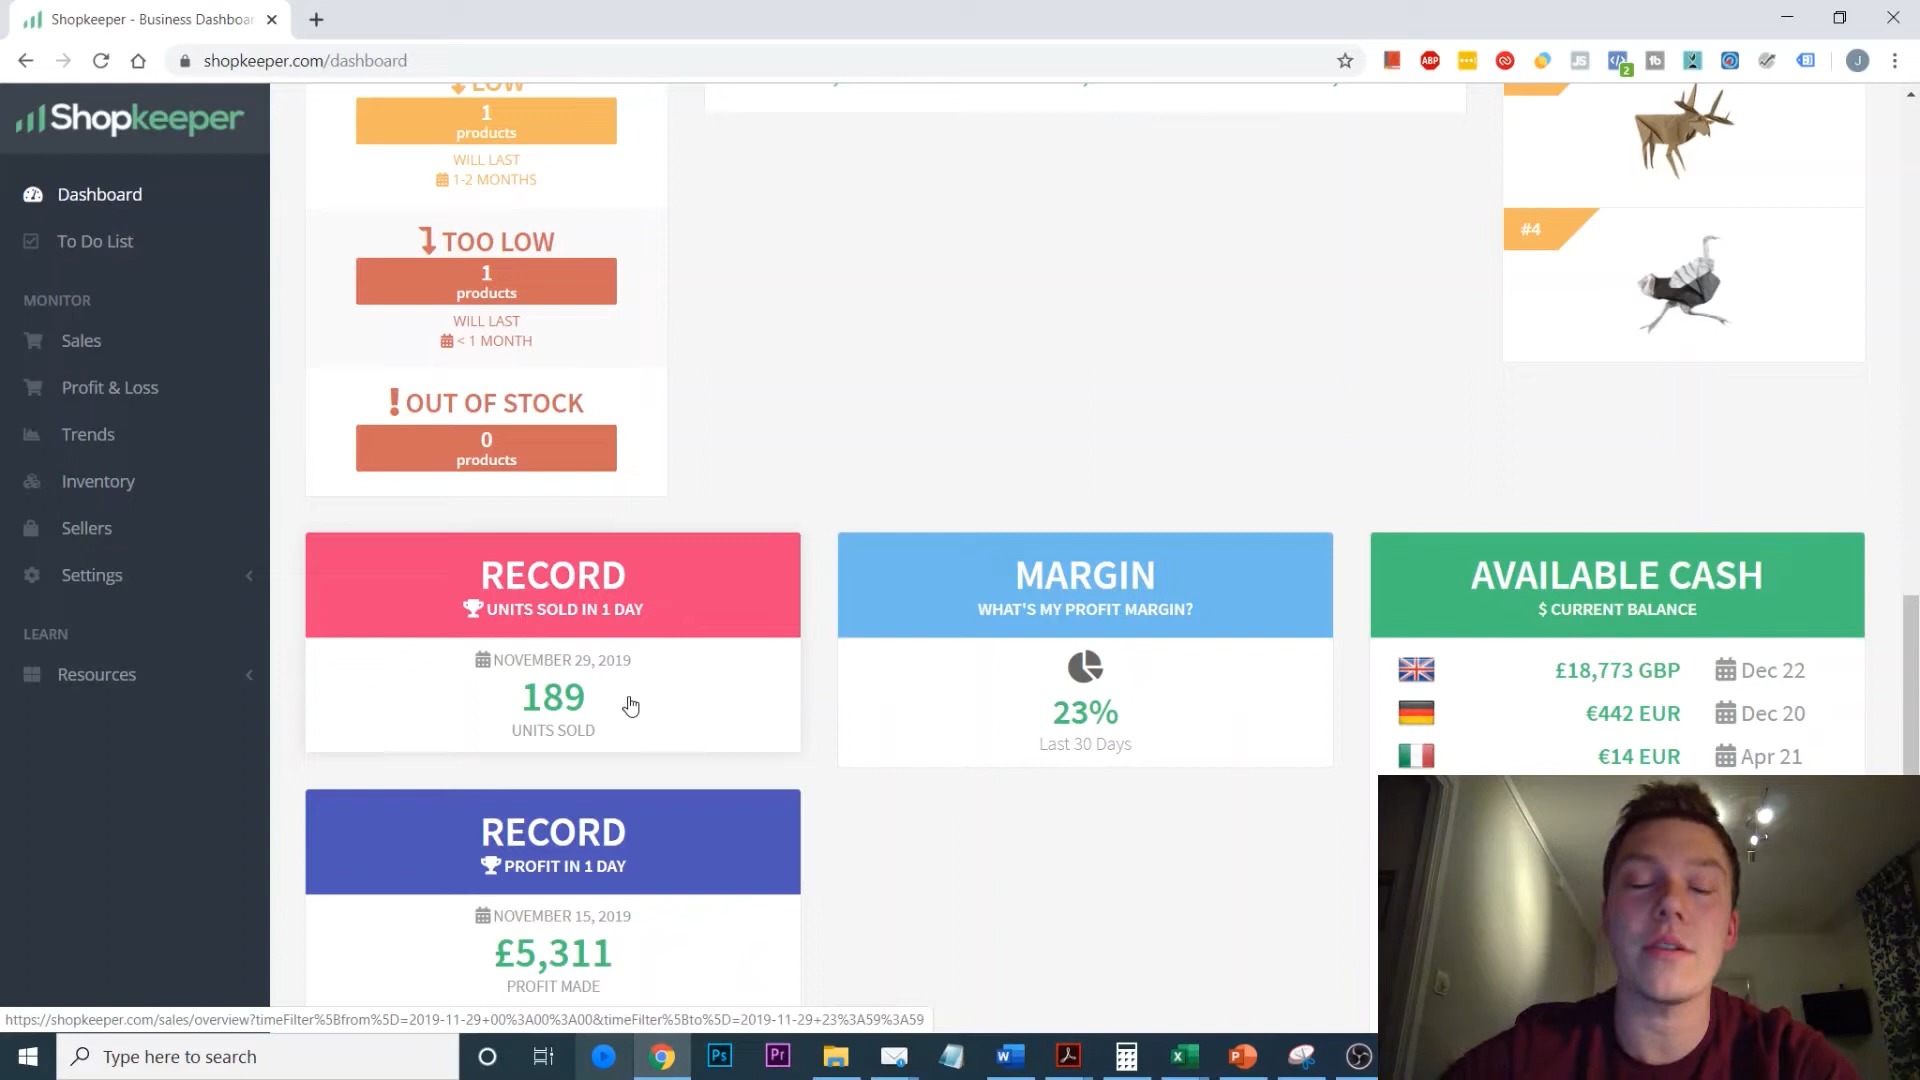 Shopkeeper - Business Dashboar
shopkeeper.com/dashboard
ABP
JS
2
J
Shopkeeper
Dashboard
To Do List
MONITOR
Sales
Profit & Loss
Trends
Inventory
Sellers
Settings
LEARN
Resources
LOW
1
products
WILL LAST
1-2 MONTHS
TOO LOW
1
products
WILL LAST
< 1 MONTH
OUT OF STOCK
0
products
#4
RECORD
UNITS SOLD IN 1 DAY
NOVEMBER 29, 2019
189
UNITS SOLD
MARGIN
WHAT'S MY PROFIT MARGIN?
23%
Last 30 Days
AVAILABLE CASH
$ CURRENT BALANCE
£18,773 GBP Dec 22
€442 EUR Dec 20
€14 EUR Apr 21
RECORD
PROFIT IN 1 DAY
NOVEMBER 15, 2019
£5,311
PROFIT MADE
https://shopkeeper.com/sales/overview?timeFilter%5Bfrom%5D=2019-11-29+00%3A00%3A00&timeFilter%5Bto%5D=2019-11-29+23%3A59%3A59
Type here to search
Ps
Pr